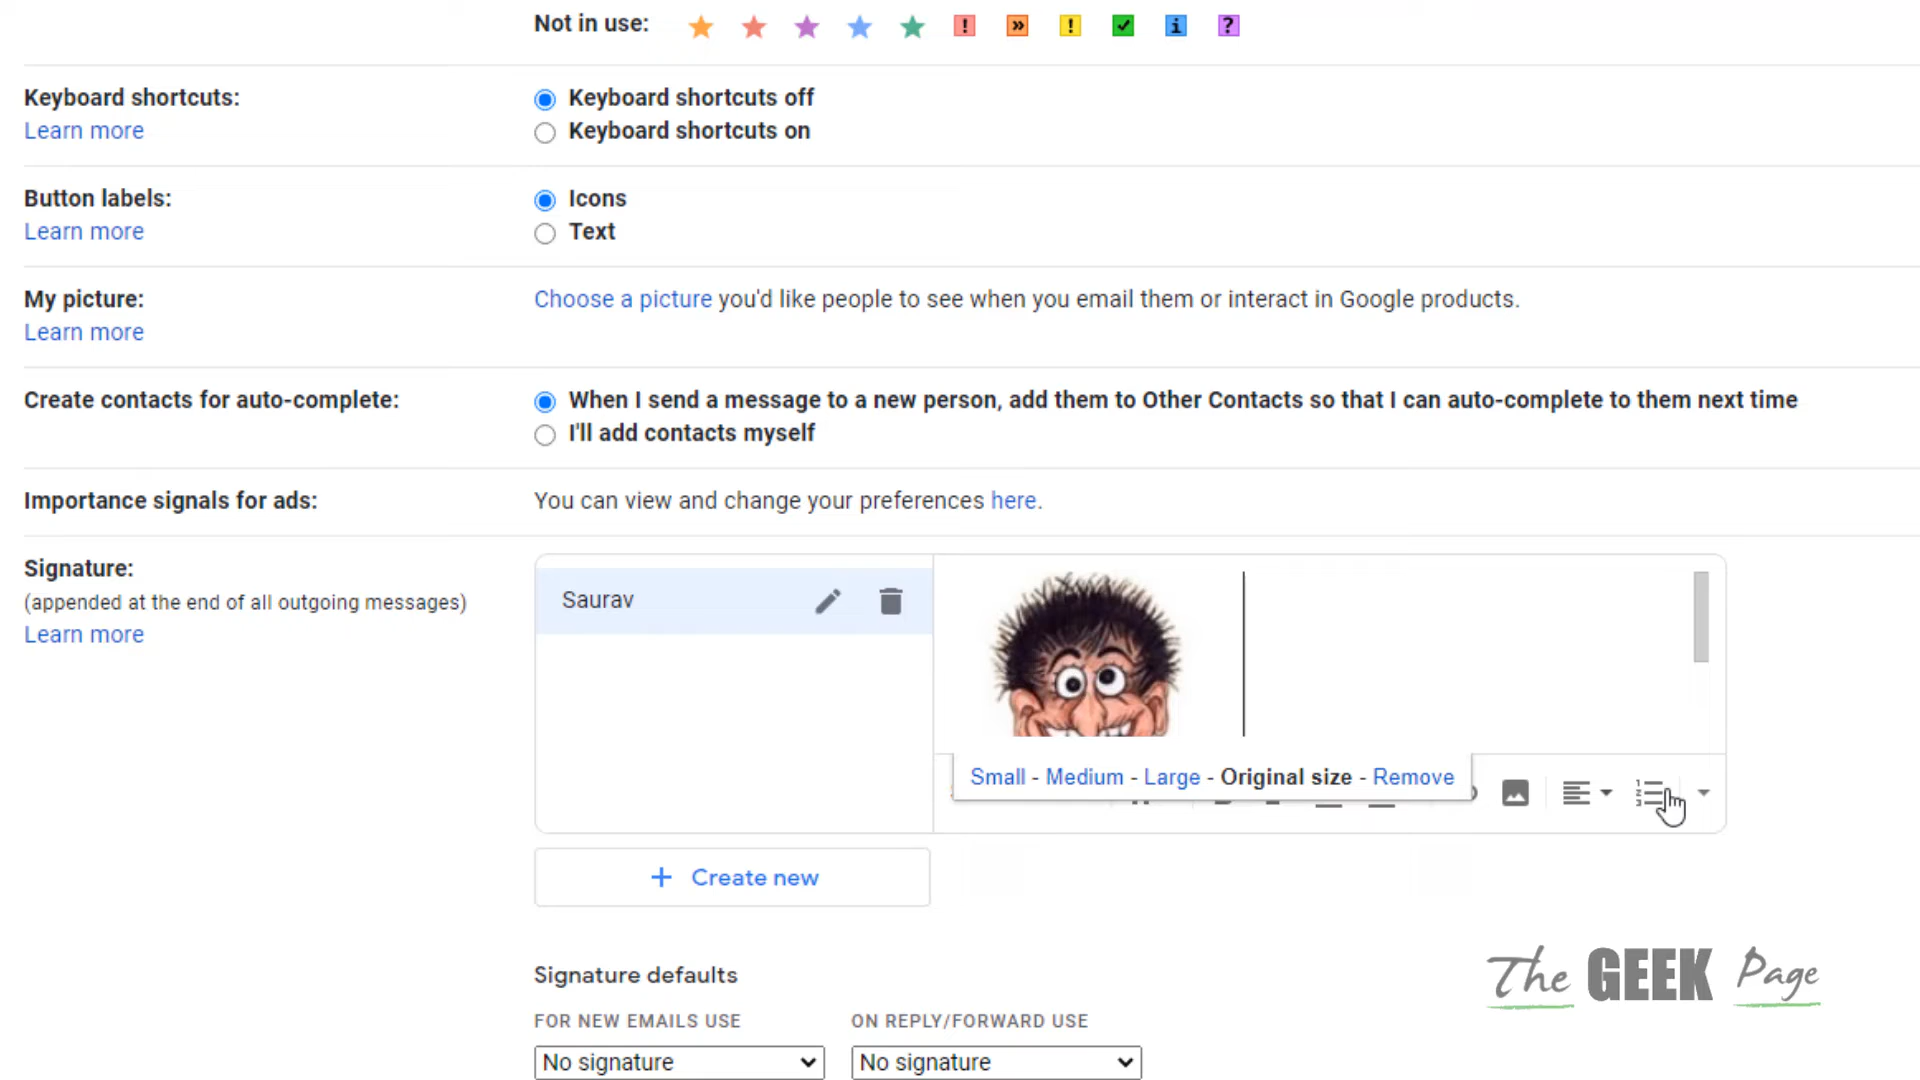 Not in use:
Keyboard shortcuts:
Learn more
Keyboard shortcuts off
Keyboard shortcuts on
Button labels:
Learn more
Icons
Text
My picture:
Learn more
Choose a picture you'd like people to see when you email them or interact in Google products.
Create contacts for auto-complete:
When I send a message to a new person, add them to Other Contacts so that I can auto-complete to them next time
I'll add contacts myself
Importance signals for ads:
You can view and change your preferences here.
Signature:
(appended at the end of all outgoing messages)
Learn more
Saurav
Small - Medium - Large - Original size - Remove
+ Create new
Signature defaults
FOR NEW EMAILS USE
No signature
ON REPLY/FORWARD USE
No signature
The GEEK Page